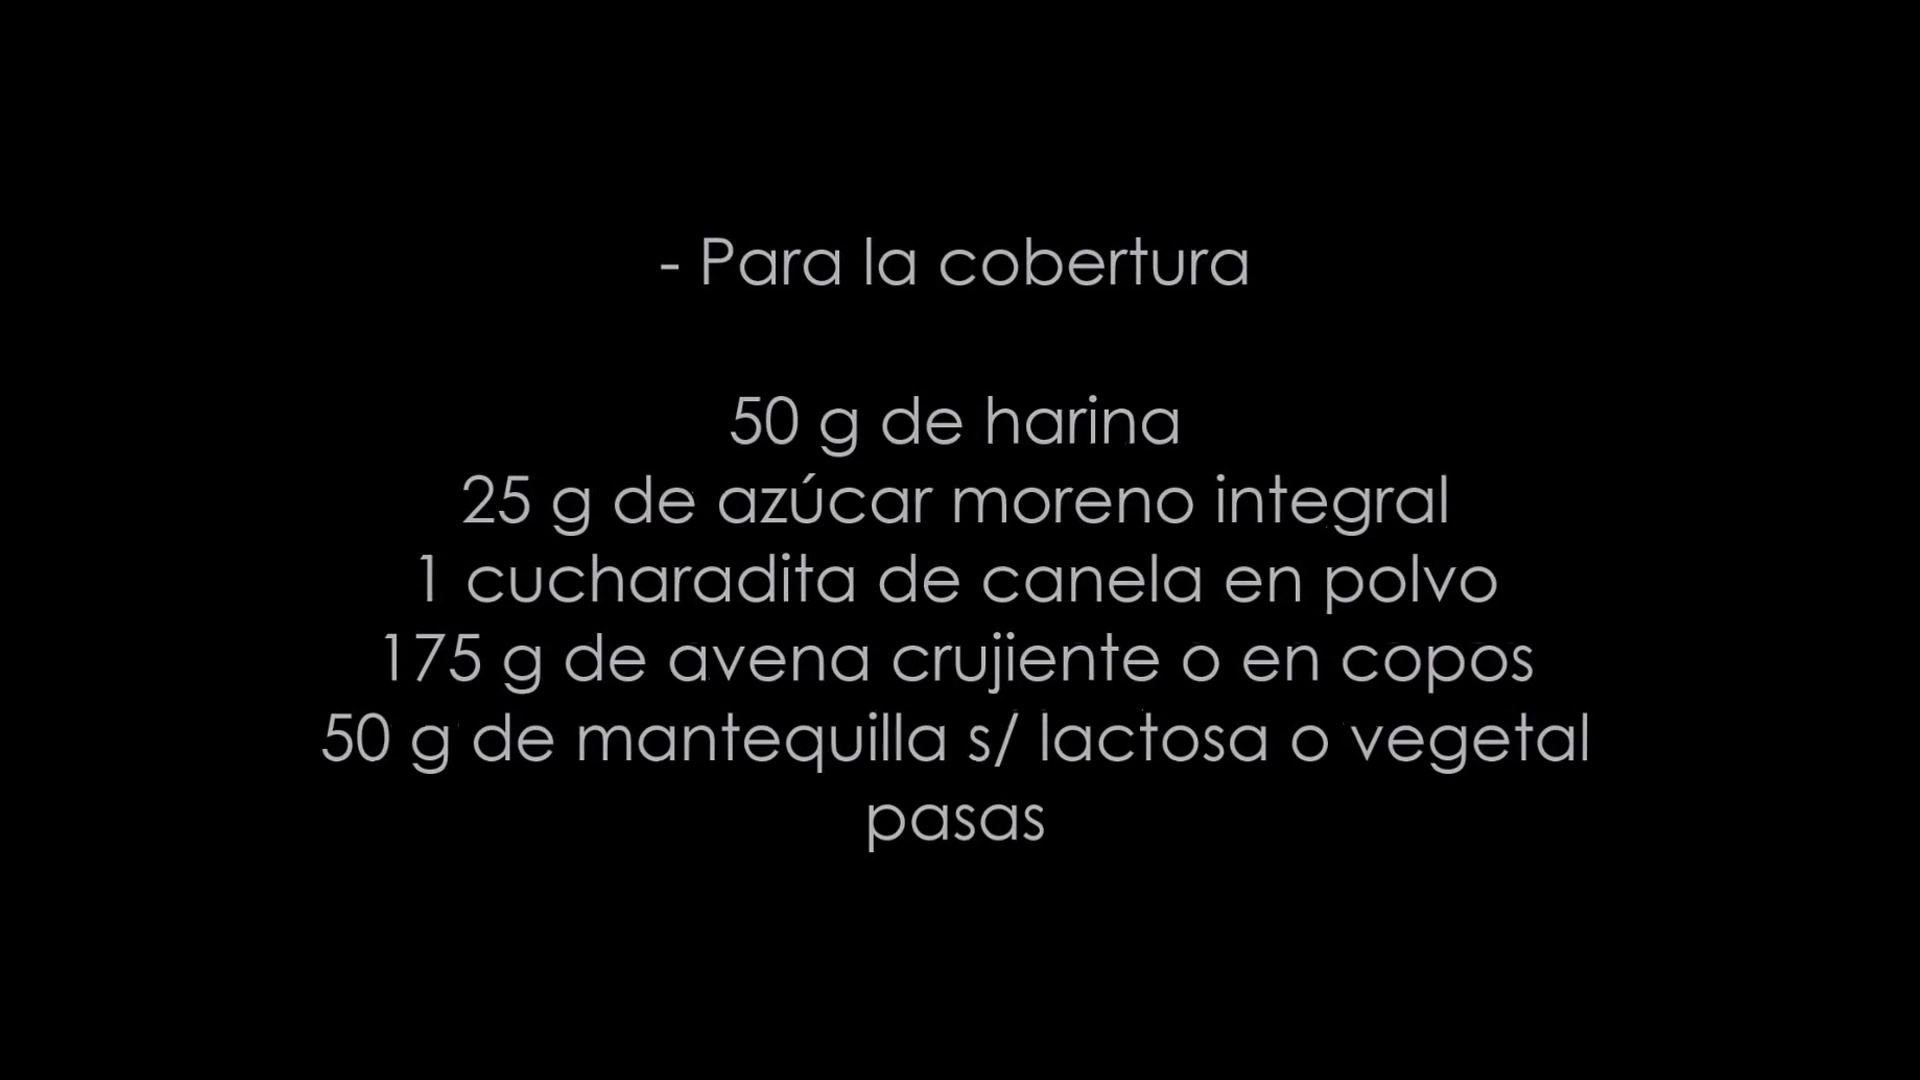 - Para la cobertura
50 g de harina
25 g de azúcar moreno integral
1 cucharadita de canela en polvo
175 g de avena crujiente o en copos
50 g de mantequilla s/ lactosa o vegetal
pasas